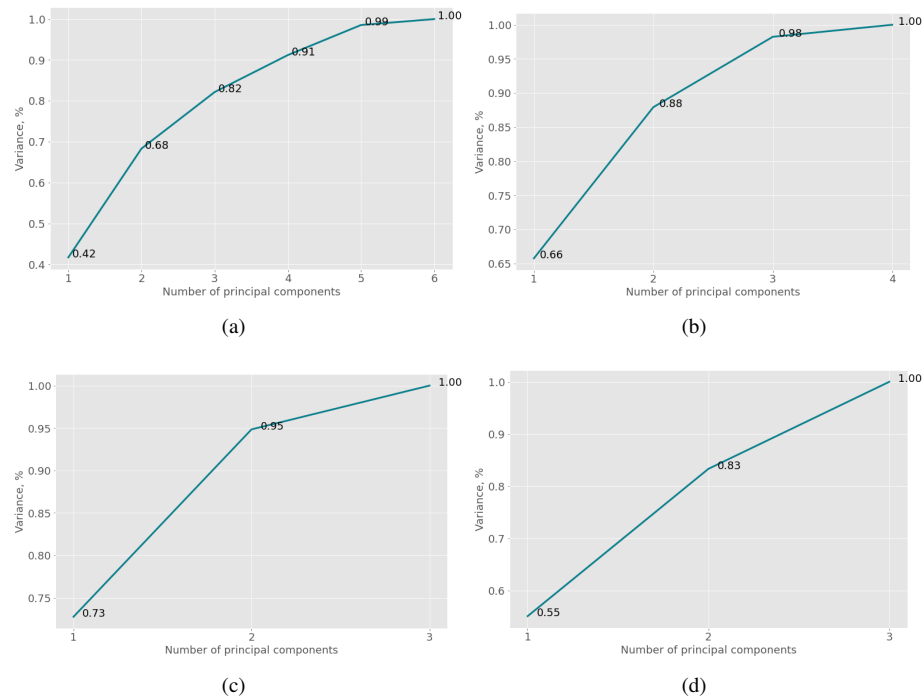 1.0
0.9
0.8
0.7
0.6
0.5
0.4
Variance, %
0.42
0.68
0.82
0.91
0.99
1.00
1 2 3 4 5 6
Number of principal components
(a)
1.00
0.95
0.90
0.85
0.80
0.75
0.70
0.65
Variance, %
0.66
0.88
0.98
1.00
1 2 3 4
Number of principal components
(b)
1.00
0.95
0.90
0.85
0.80
0.75
Variance, %
0.73
0.95
1.00
1 2 3
Number of principal components
(c)
1.0
0.9
0.8
0.7
0.6
Variance, %
0.55
0.83
1.00
1 2 3
Number of principal components
(d)